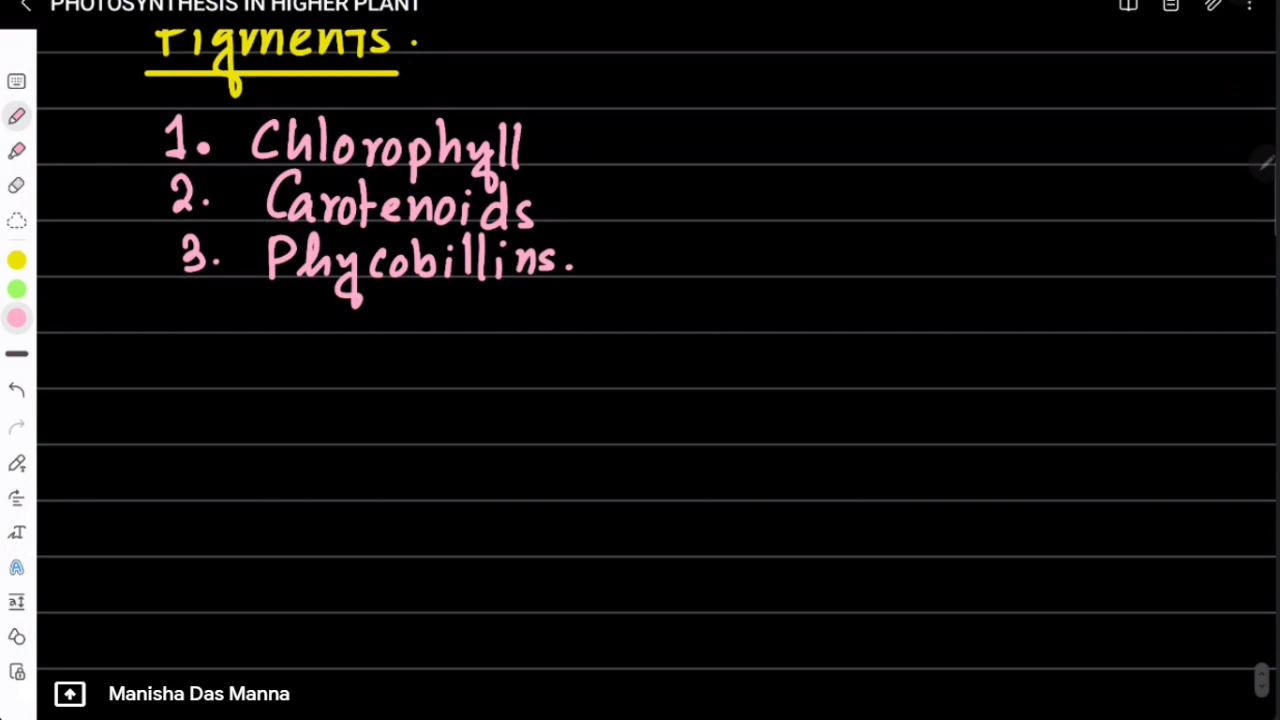 PHOTOSYNTHESIS IN HIGHER PLANT
Pigments.
1. Chlorophyll
2. Carotenoids
3. Phycobillins.
Manisha Das Manna